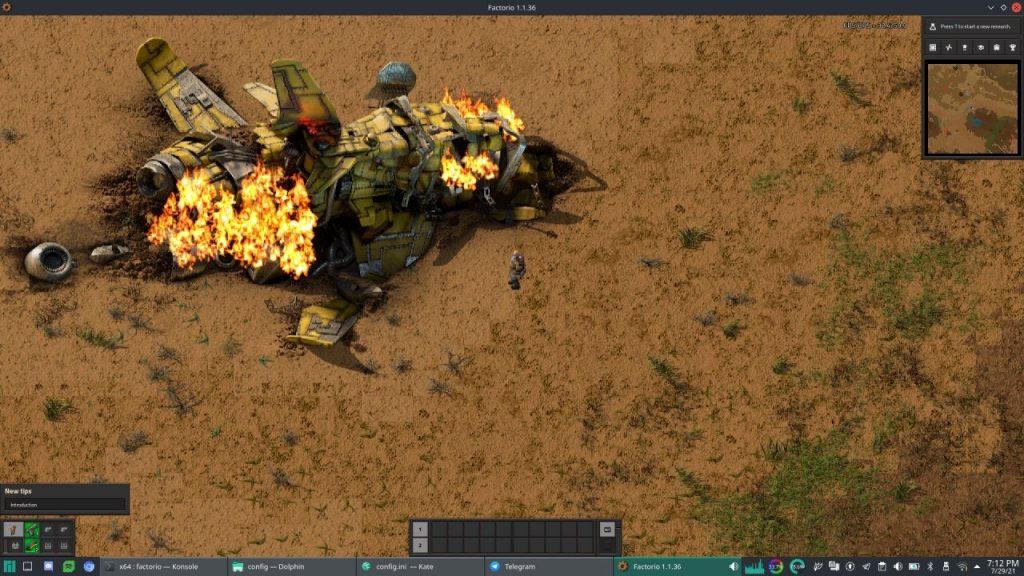 Factorio 1.1.36
Press T to start a new research.
New tips
Introduction
1
2
x64 : factorio — Konsole
config — Dolphin
config.ini — Kate
Telegram
Factorio 1.1.36
7:12 PM
7/29/21